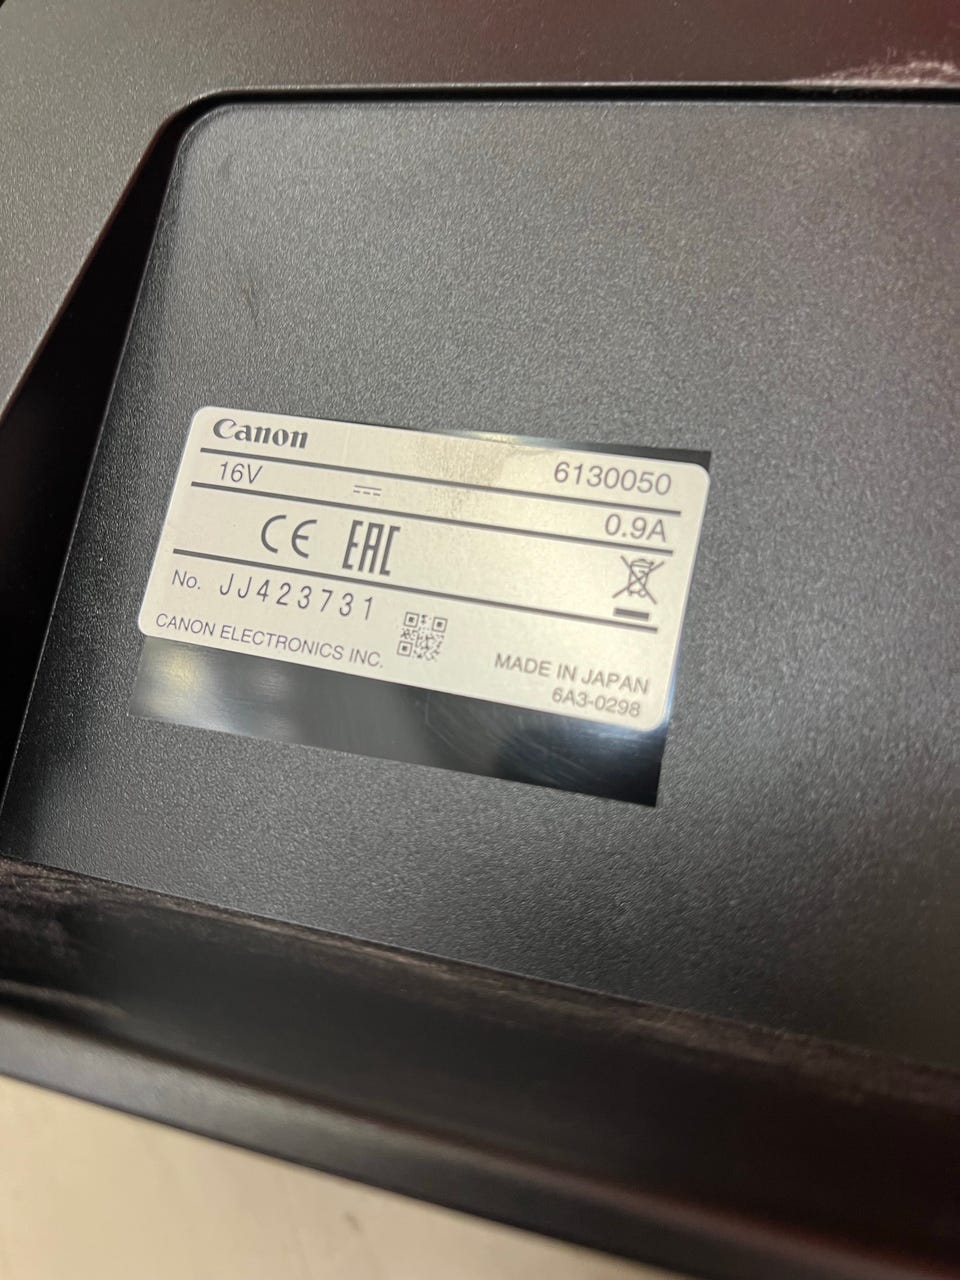 Canon
6130050
16V
0.9A
CE EAC
No. JJ423731
CANON ELECTRONICS INC.
MADE IN JAPAN
6A3-0298